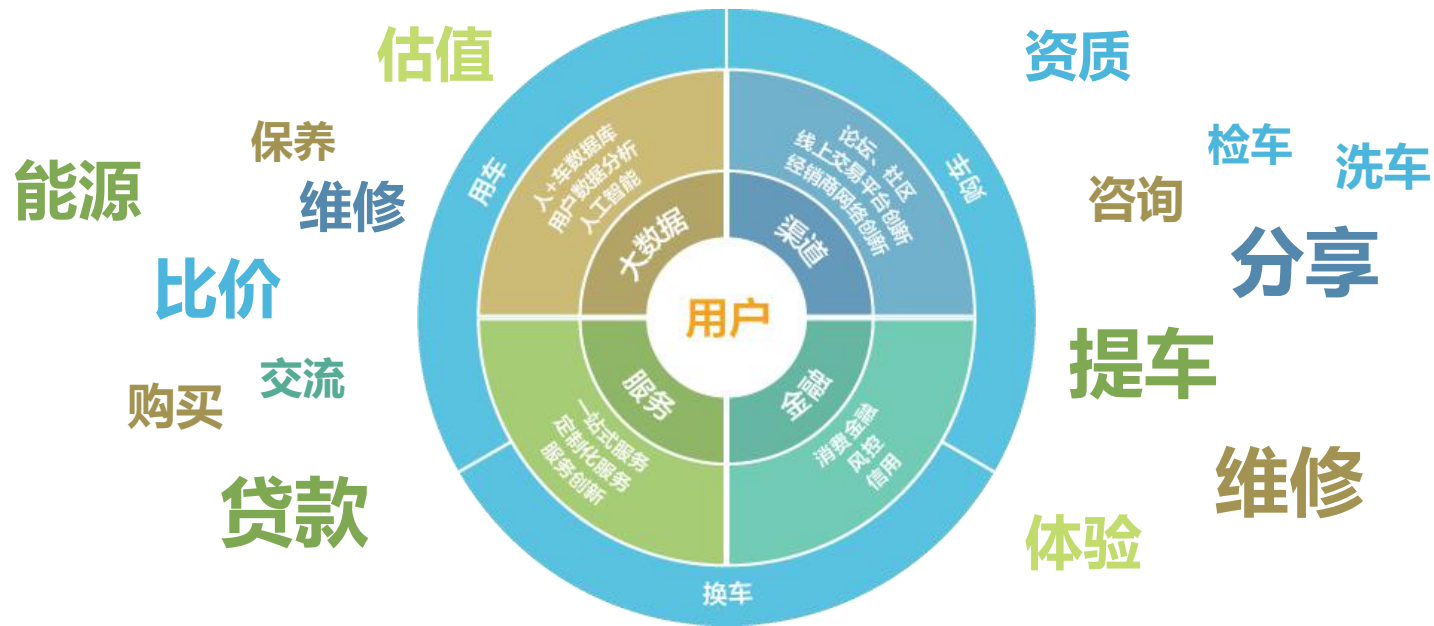 估值
保养
能源
维修
比价
交流
购买
贷款
用车
购车
换车
人+车数据库
用户数据分析
人工智能
大数据
论坛、社区
线上交易平台创新
经销商网络创新
渠道
用户
服务
一站式服务
定制化服务
服务创新
金融
消费金融
风控
信用
资质
检车
洗车
咨询
分享
提车
维修
体验